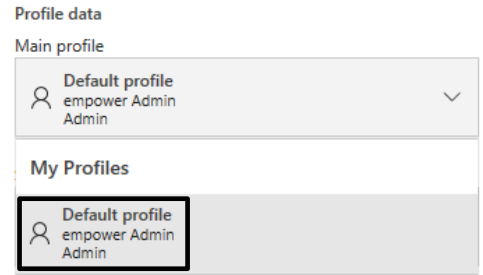 Profile data
Main profile
Default profile
empower Admin
Admin
My Profiles
Default profile
empower Admin
Admin